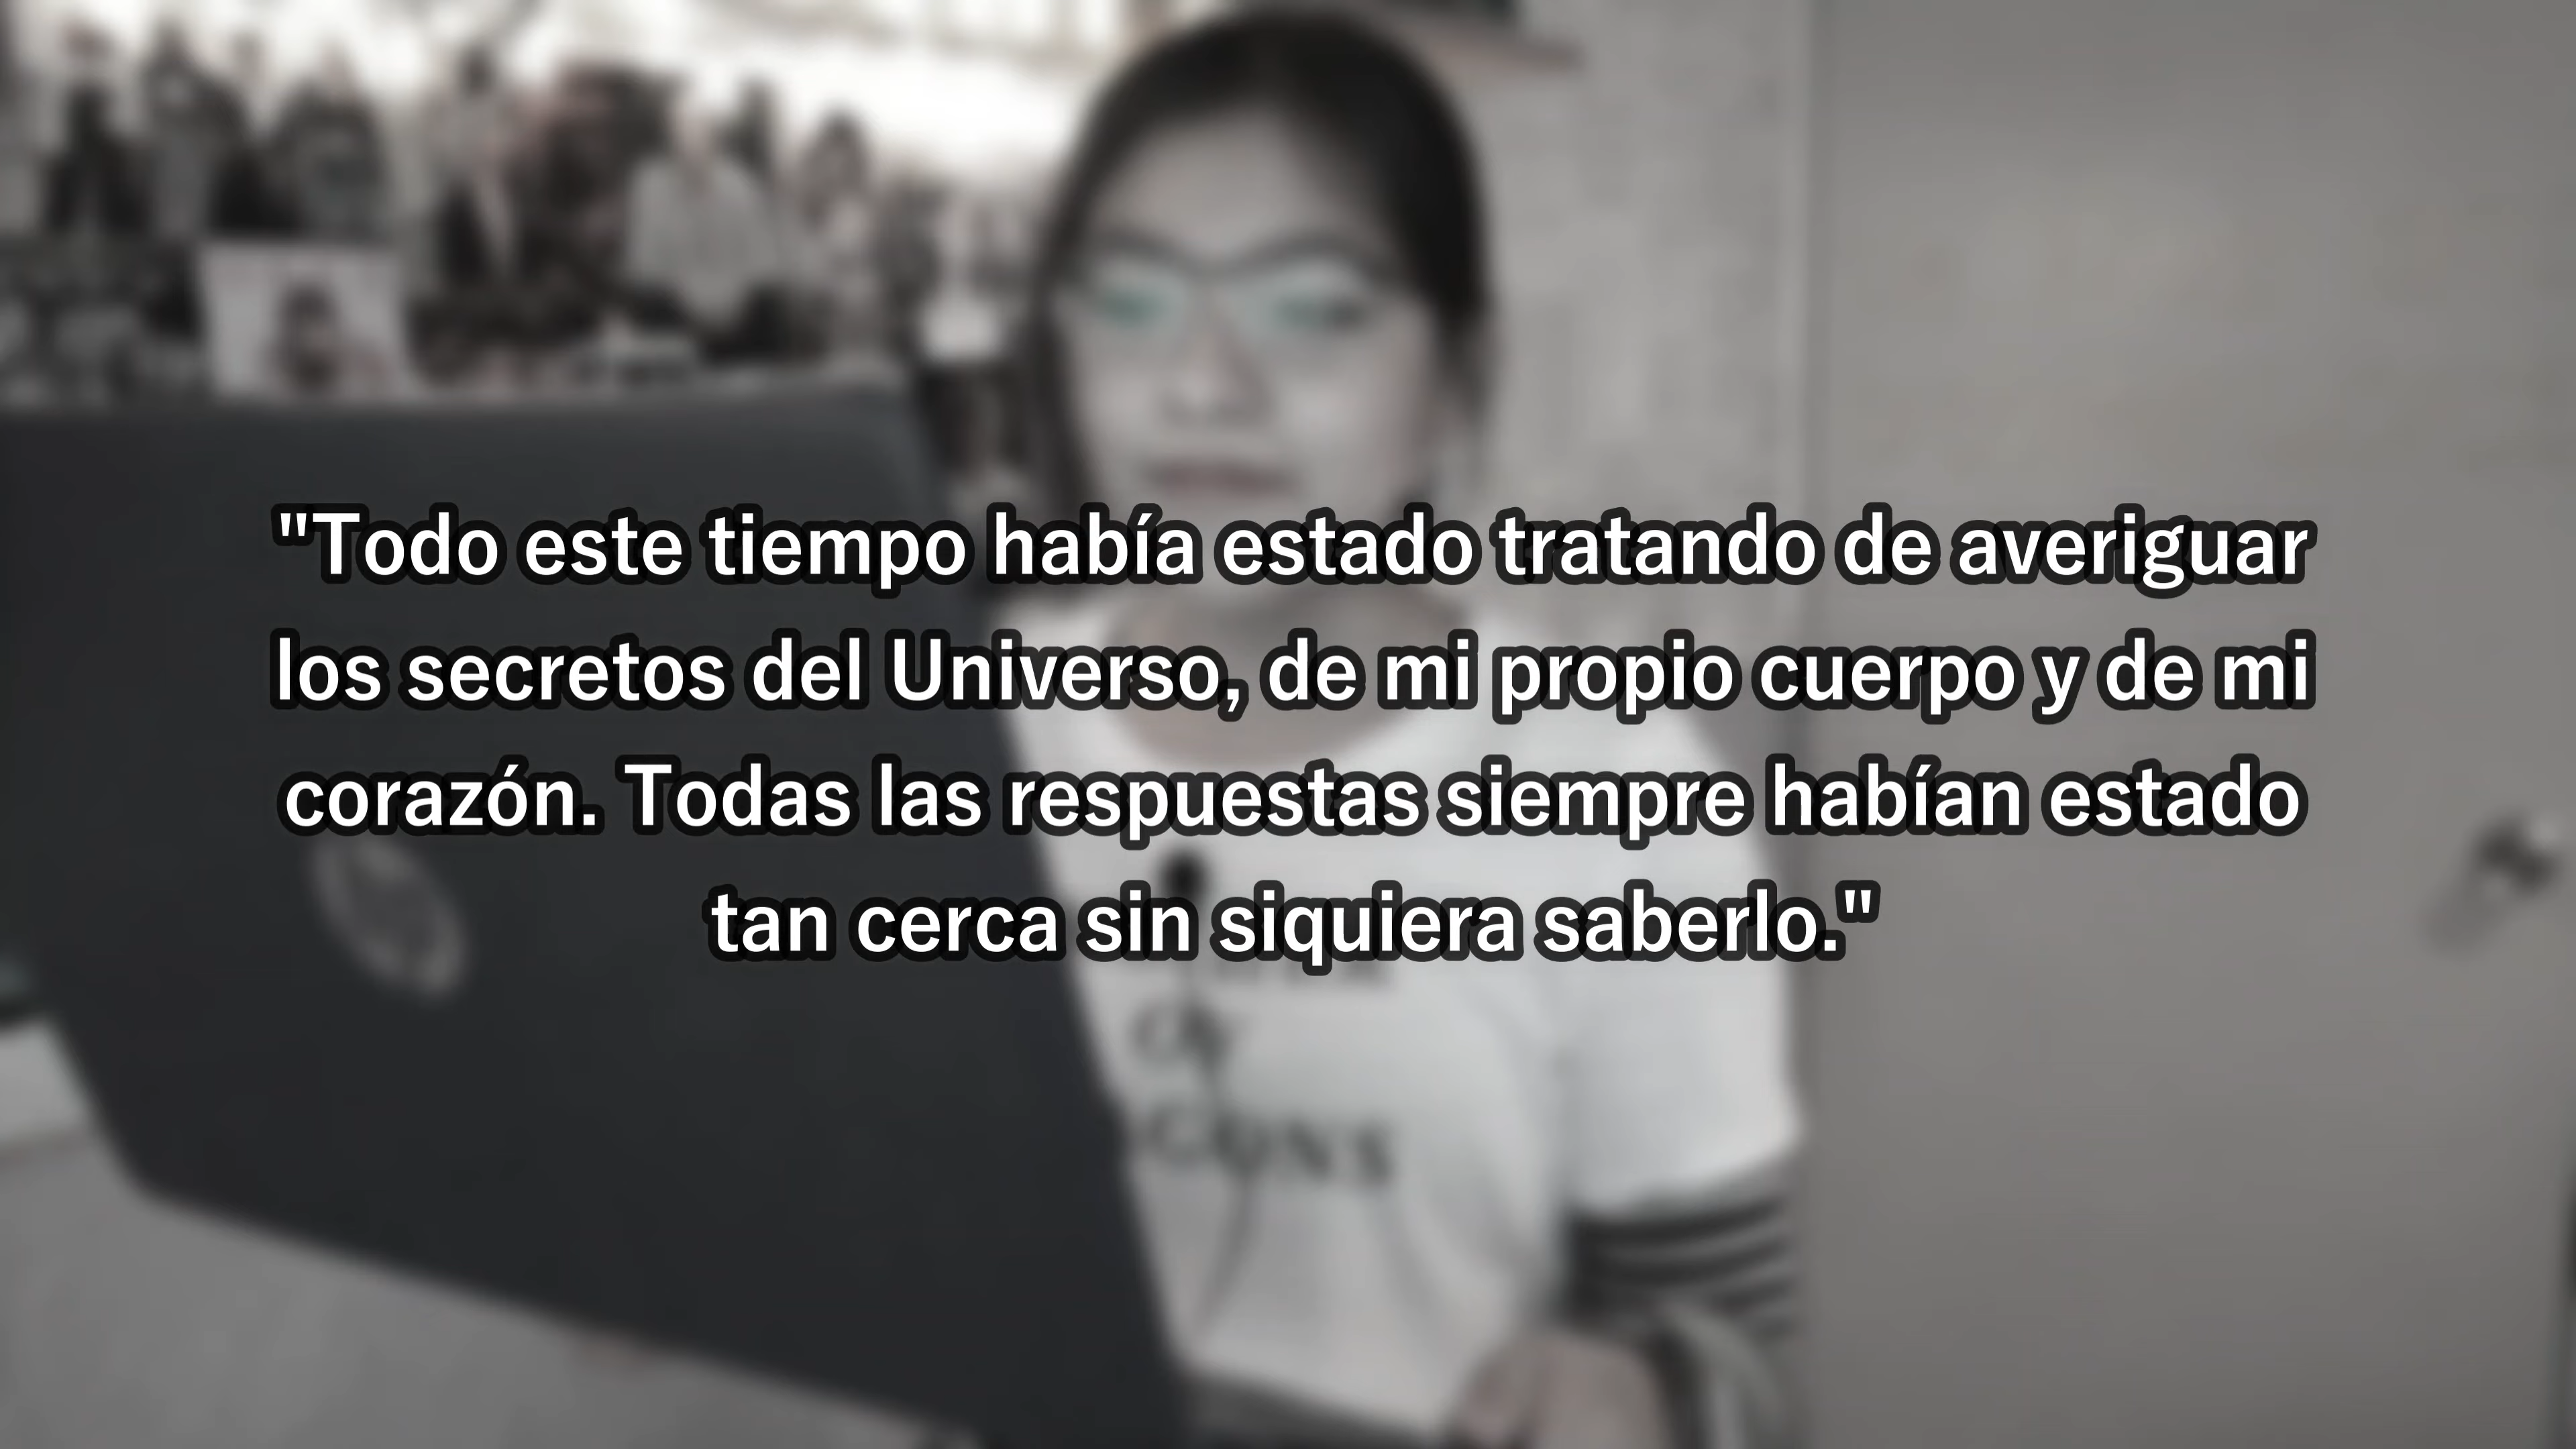 "Todo este tiempo había estado tratando de averiguar
los secretos del Universo, de mi propio cuerpo y de mi
corazón. Todas las respuestas siempre habían estado
tan cerca sin siquiera saberlo."